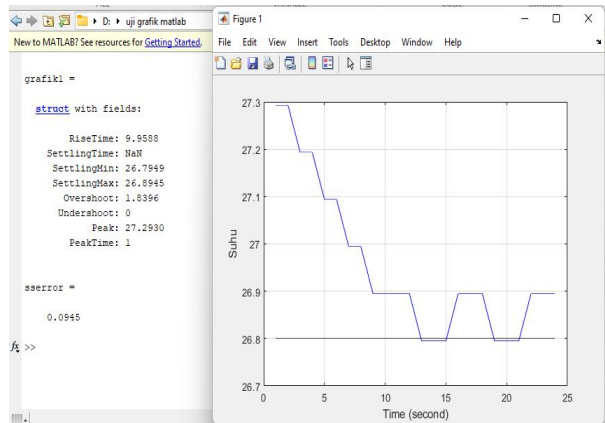 D: ▸ uji grafik matlab
New to MATLAB? See resources for Getting Started.
grafik1 =
struct with fields:
RiseTime: 9.9588
SettlingTime: NaN
SettlingMin: 26.7949
SettlingMax: 26.8945
Overshoot: 1.8396
Undershoot: 0
Peak: 27.2930
PeakTime: 1
sserror =
0.0945
fx >>
Figure 1
File Edit View Insert Tools Desktop Window Help
27.3
27.2
27.1
27
26.9
26.8
26.7
Suhu
0 5 10 15 20 25
Time (second)